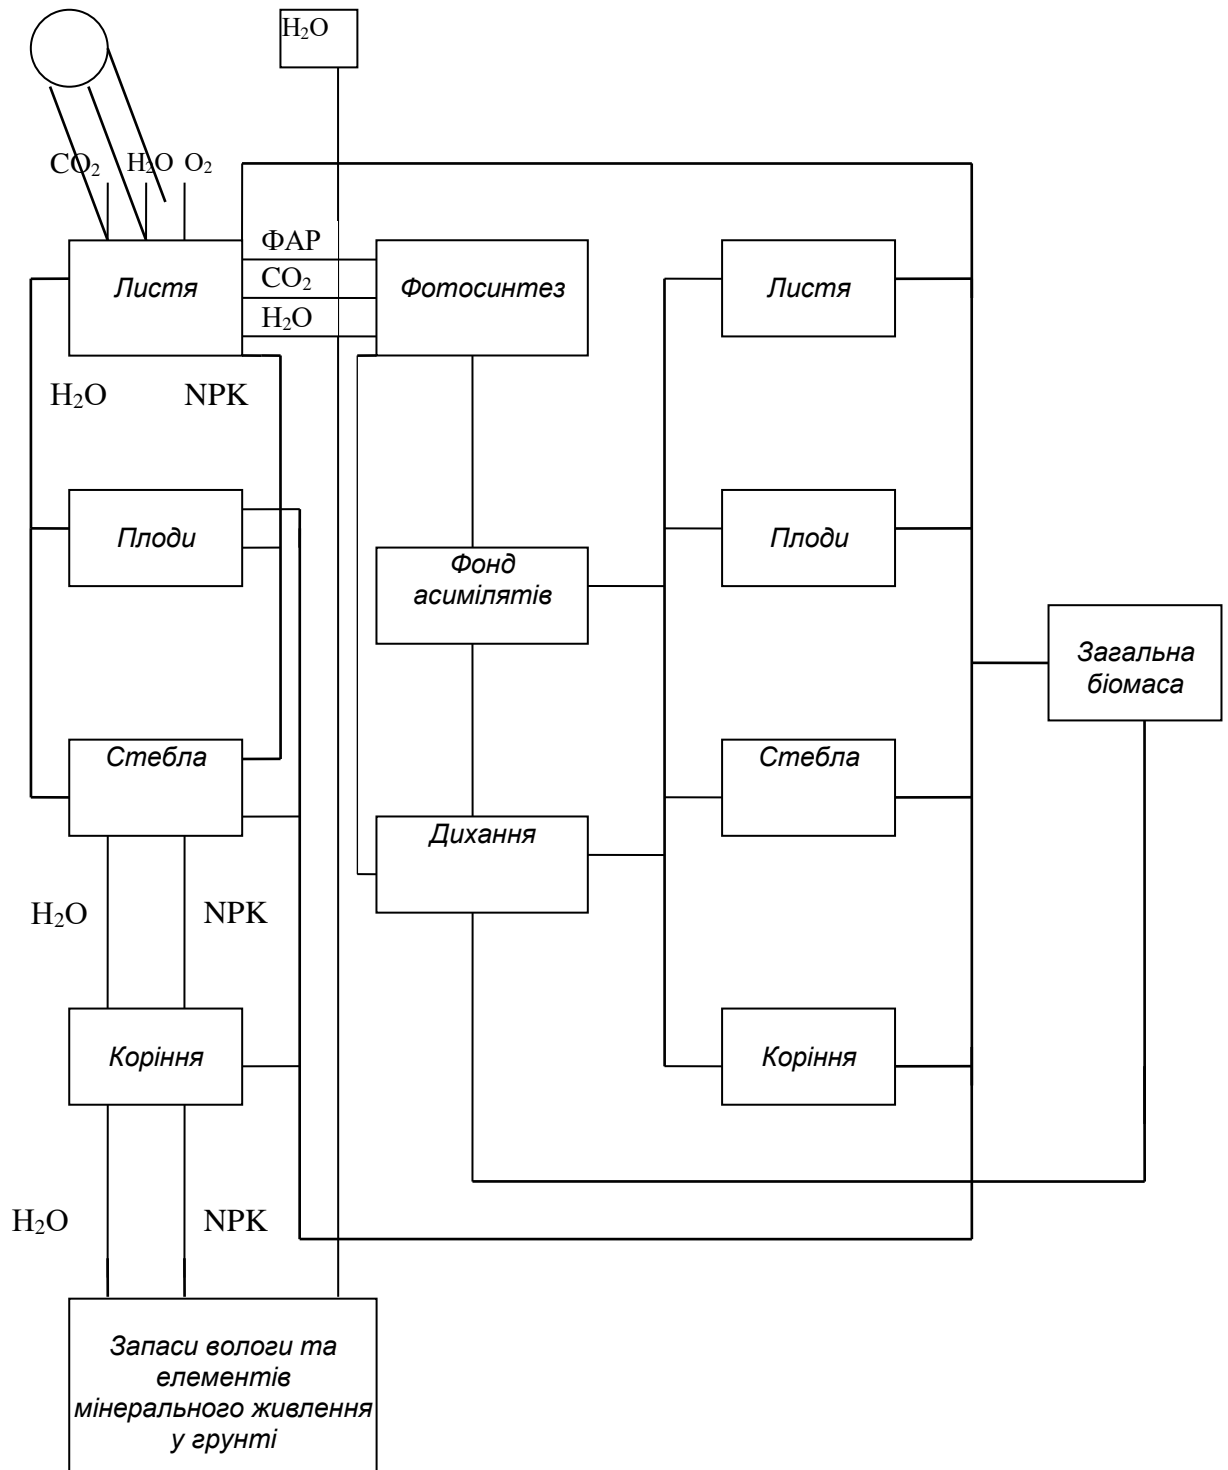 H₂O
CO₂ H₂O O₂
ФАР
Листя
CO₂
Фотосинтез
Листя
H₂O
H₂O NPK
Плоди
Фонд
асимілятів
Плоди
Загальна
біомаса
Стебла
Дихання
Стебла
H₂O NPK
Коріння
Коріння
H₂O NPK
Запаси вологи та
елементів
мінерального живлення
у грунті